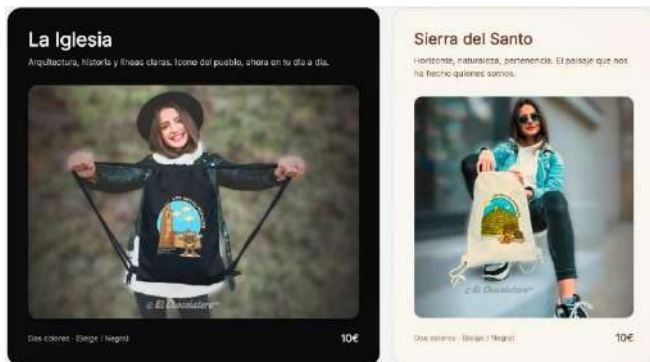 La Iglesia
Arquitectura, historia y líneas claras. Icono del pueblo, ahora en tu día a día.
© El Chocolatero
Dos colores · (Beige / Negro)
10€
Sierra del Santo
Horizonte, naturaleza, pertenencia. El paisaje que nos
ha hecho quienes somos.
© El Chocolatero
Dos colores · (Beige / Negro)
10€